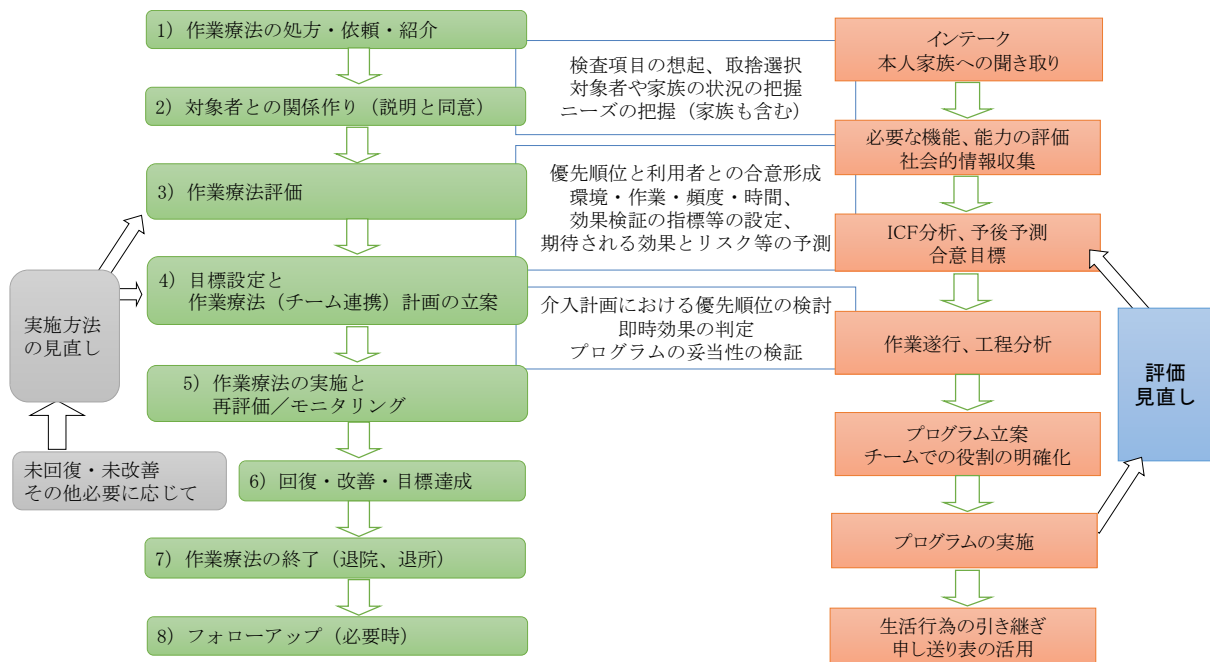 1) 作業療法の処方・依頼・紹介
2) 対象者との関係作り（説明と同意）
3) 作業療法評価
4) 目標設定と
作業療法（チーム連携）計画の立案
5) 作業療法の実施と
再評価／モニタリング
6) 回復・改善・目標達成
7) 作業療法の終了（退院、退所）
8) フォローアップ（必要時）
実施方法
の見直し
未回復・未改善
その他必要に応じて
検査項目の想起、取捨選択
対象者や家族の状況の把握
ニーズの把握（家族も含む）
優先順位と利用者との合意形成
環境・作業・頻度・時間、
効果検証の指標等の設定、
期待される効果とリスク等の予測
介入計画における優先順位の検討
即時効果の判定
プログラムの妥当性の検証
インテーク
本人家族への聞き取り
必要な機能、能力の評価
社会的情報収集
ICF分析、予後予測
合意目標
作業遂行、工程分析
プログラム立案
チームでの役割の明確化
プログラムの実施
生活行為の引き継ぎ
申し送り表の活用
評価
見直し